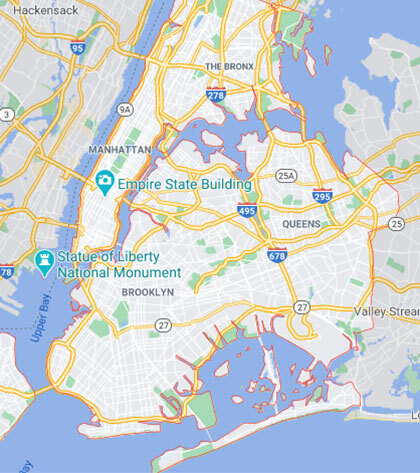 Hackensack
95
THE BRONX
278
9A
3
MANHATTAN
25A
Empire State Building
295
495
QUEENS
678
78
Statue of Liberty
National Monument
25
BROOKLYN
27
27
Upper Bay
Valley Stream
Bay